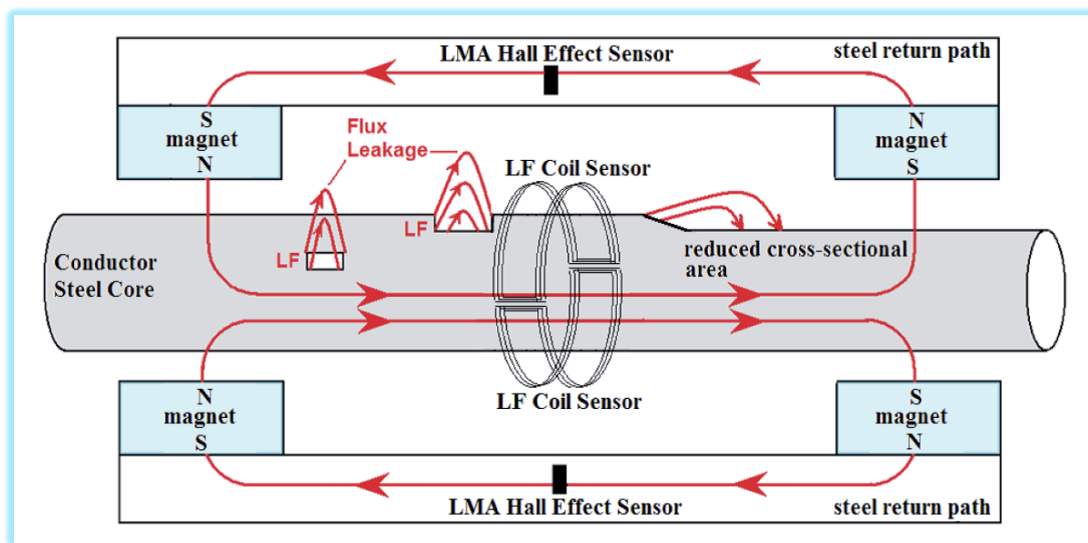 LMA Hall Effect Sensor
steel return path
S
magnet
N
N
magnet
S
Flux
Leakage
LF Coil Sensor
LF
LF
Conductor
Steel Core
reduced cross-sectional
area
LF Coil Sensor
N
magnet
S
S
magnet
N
LMA Hall Effect Sensor
steel return path